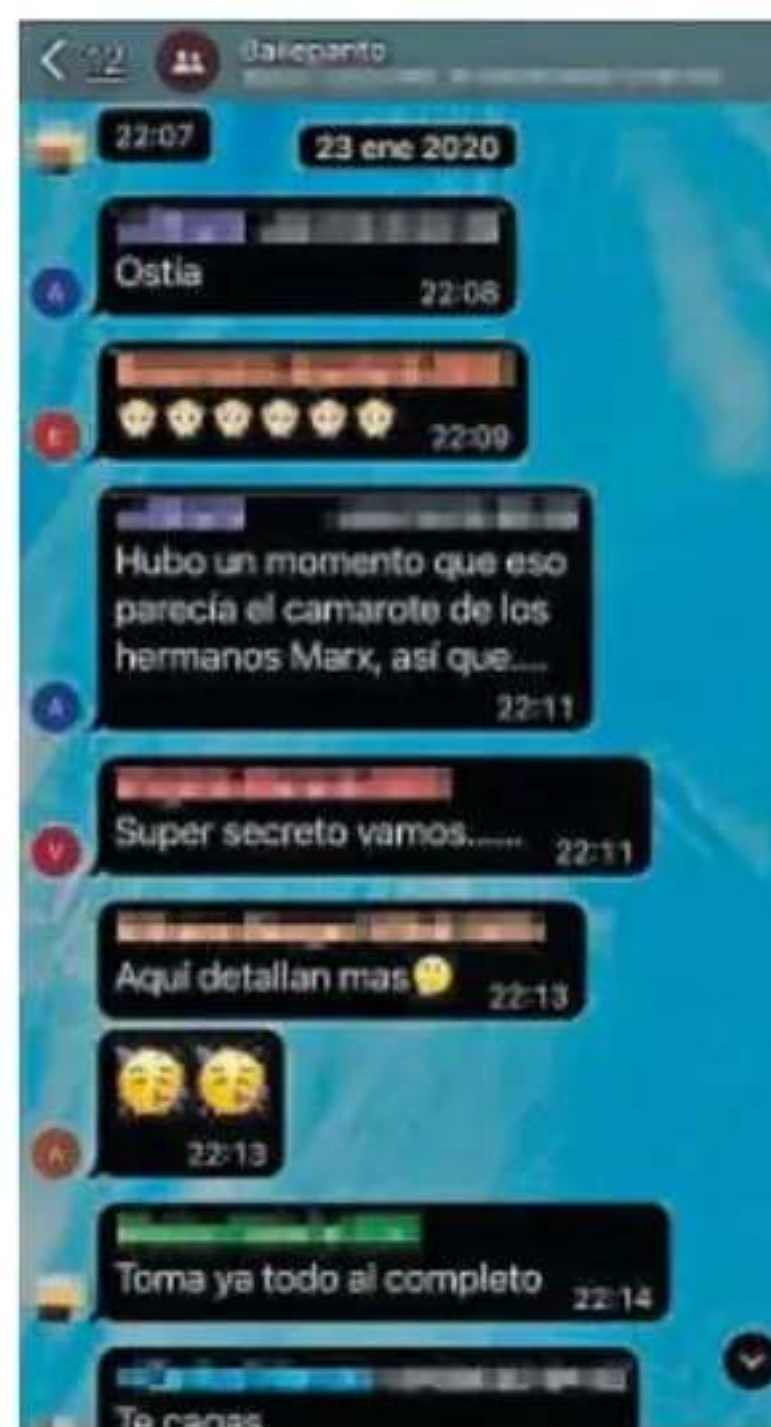 12
Ballepanto
22:07
23 ene 2020
Ostia
22:08
22:09
Hubo un momento que eso
parecía el camarote de los
hermanos Marx, así que....
22:11
Super secreto vamos......
22:11
Aquí detallan mas
22:13
22:13
Toma ya todo al completo
22:14
Te cagas